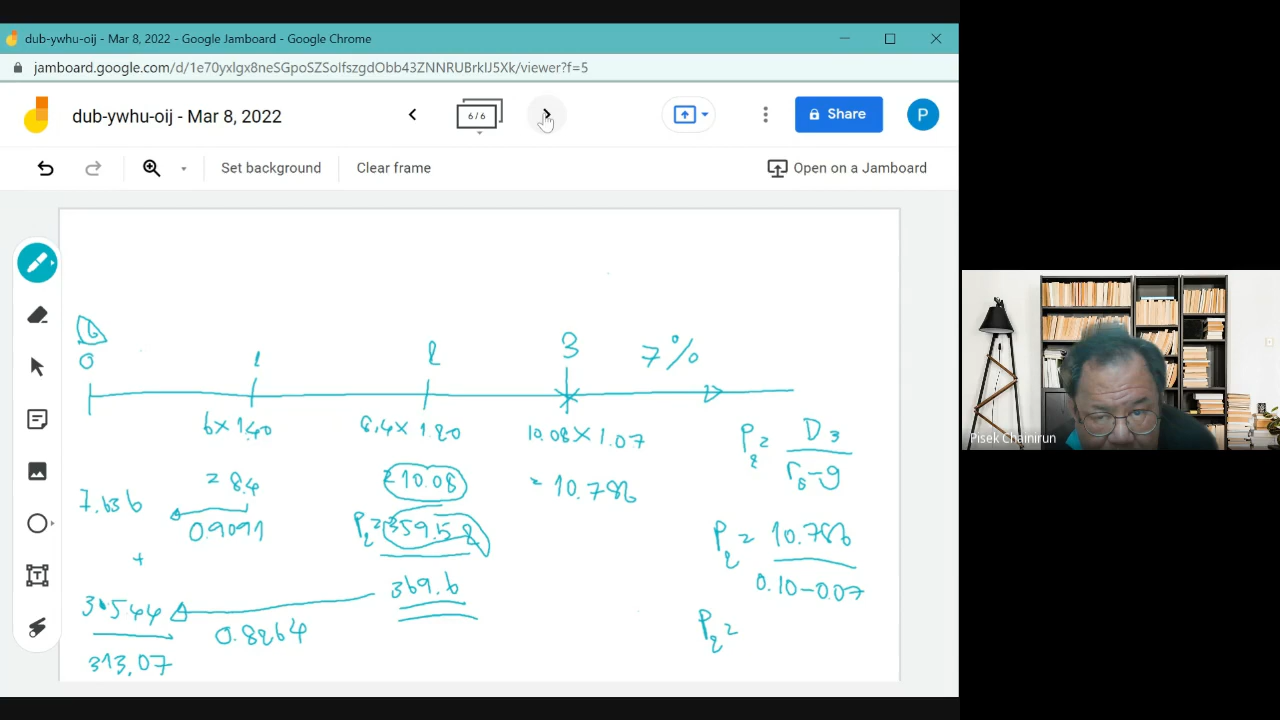 dub-ywhu-oij - Mar 8, 2022 - Google Jamboard - Google Chrome
jamboard.google.com/d/1e70yxlgx8neSGpoSZSolfszgdObb43ZNNRUBrkIJ5Xk/viewer?f=5
dub-ywhu-oij - Mar 8, 2022
6 / 6
Share
P
Set background
Clear frame
Open on a Jamboard
0 1 2 3 7%
6 × 1.40
= 8.4
0.9091
7.636
+
8.4 × 1.20
= 10.08
P2 = 359.52
369.6
0.8264
313.07
10.08 × 1.07
= 10.786
P2 = D3
rs - g
P2 = 10.786
0.10 - 0.07
P2 =
Pisek Chainirun